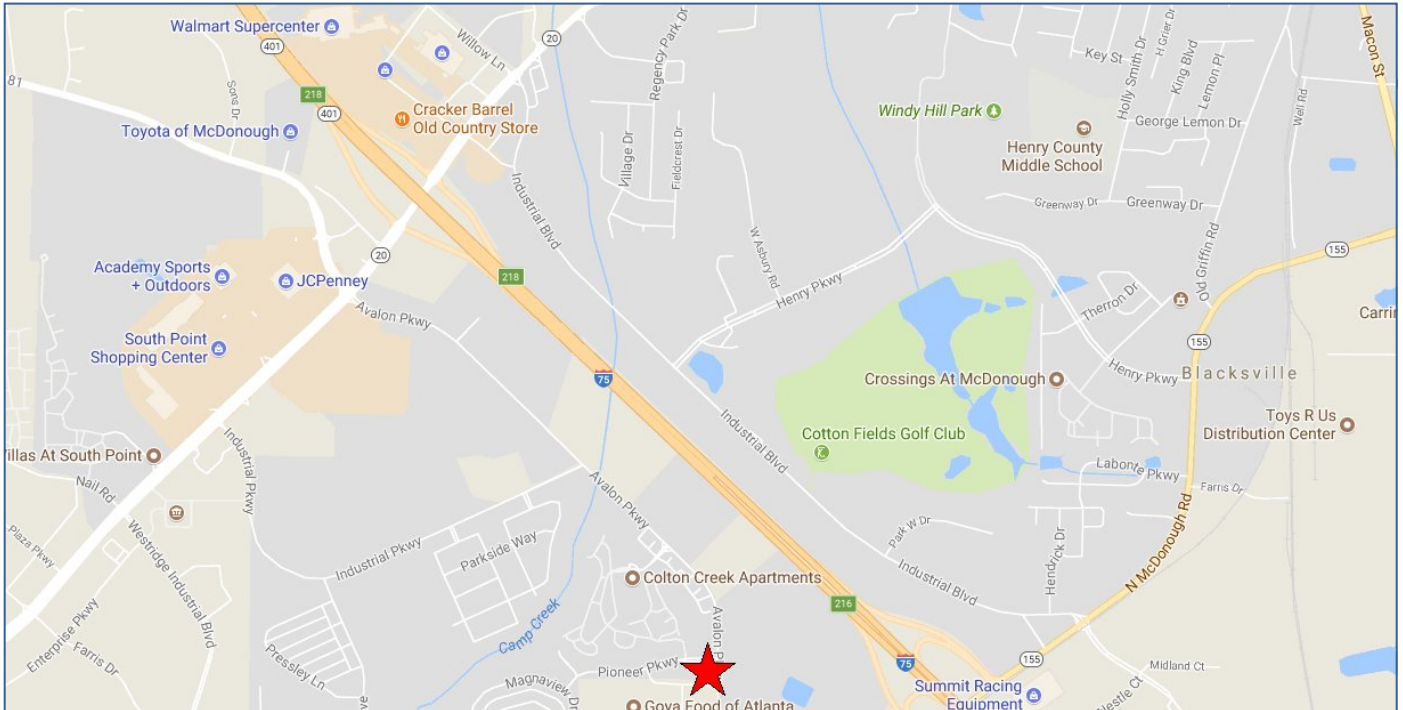 Walmart Supercenter
401
20
Willow Ln
Regency Park Dr
Key St
H Grier Dr
Holly Smith Dr
King Blvd
Lemon Pl
Macon St
81
Sons Dr
218
401
Cracker Barrel
Old Country Store
Toyota of McDonough
Village Dr
Fieldcrest Dr
Windy Hill Park
Henry County
Middle School
George Lemon Dr
Well Rd
Industrial Blvd
Greenway Dr
Greenway Dr
Old Griffin Rd
155
20
Academy Sports
+ Outdoors
JCPenney
218
W Asbury Rd
Henry Pkwy
Therron Dr
Carrin
Avalon Pkwy
South Point
Shopping Center
75
155
Crossings At McDonough
Henry Pkwy
Blacksville
Toys R Us
Distribution Center
Industrial Blvd
Cotton Fields Golf Club
Villas At South Point
Industrial Pkwy
Nail Rd
Avalon Pkwy
Labonte Pkwy
Farris Dr
Plaza Pkwy
Westridge Industrial Blvd
Industrial Pkwy
Parkside Way
Park W Dr
Hendrick Dr
N McDonough Rd
Colton Creek Apartments
Industrial Blvd
216
Camp Creek
Avalon P
Enterprise Pkwy
Farris Dr
Pressley Ln
Pioneer Pkwy
Magnaview Dr
75
155
Midland Ct
Summit Racing
Equipment
Nestle Ct
Goya Food of Atlanta